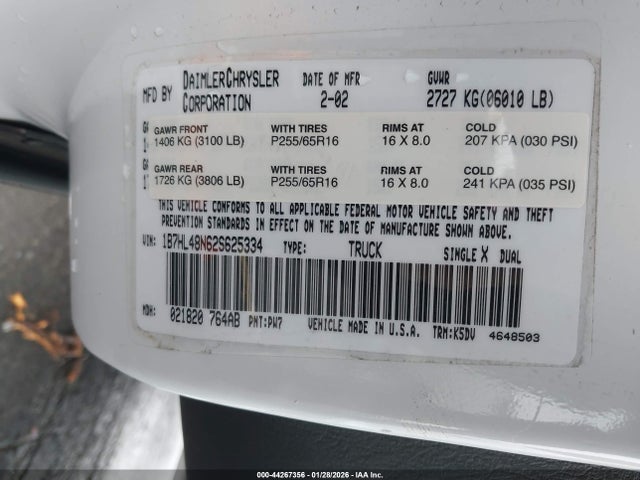 MFD BY DAIMLERCHRYSLER CORPORATION DATE OF MFR 2-02 GVWR 2727 KG(06010 LB)
GAWR FRONT WITH TIRES RIMS AT COLD
1406 KG (3100 LB) P255/65R16 16 X 8.0 207 KPA (030 PSI)
GAWR REAR WITH TIRES RIMS AT COLD
1726 KG (3806 LB) P255/65R16 16 X 8.0 241 KPA (035 PSI)
THIS VEHICLE CONFORMS TO ALL APPLICABLE FEDERAL MOTOR VEHICLE SAFETY AND THEFT
PREVENTION STANDARDS IN EFFECT ON THE DATE OF MANUFACTURE SHOWN ABOVE.
VIN: 1B7HL48N62S625334 TYPE: TRUCK SINGLE X DUAL
MDH: 021820 764AB PNT:PW7 VEHICLE MADE IN U.S.A. TRM:K5DV 4648503
000-44267356 - 01/28/2026 - IAA Inc.